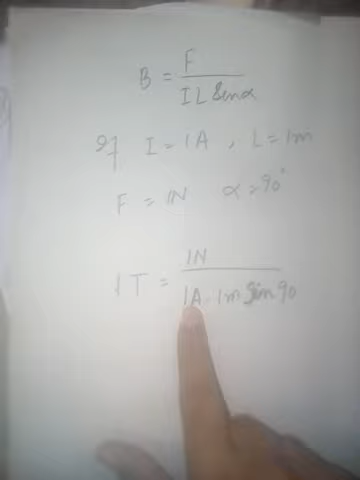 B = F / IL Sinα
If I = 1A , L = 1m
F = 1N α = 90°
1T = 1N / 1A . 1m Sin 90